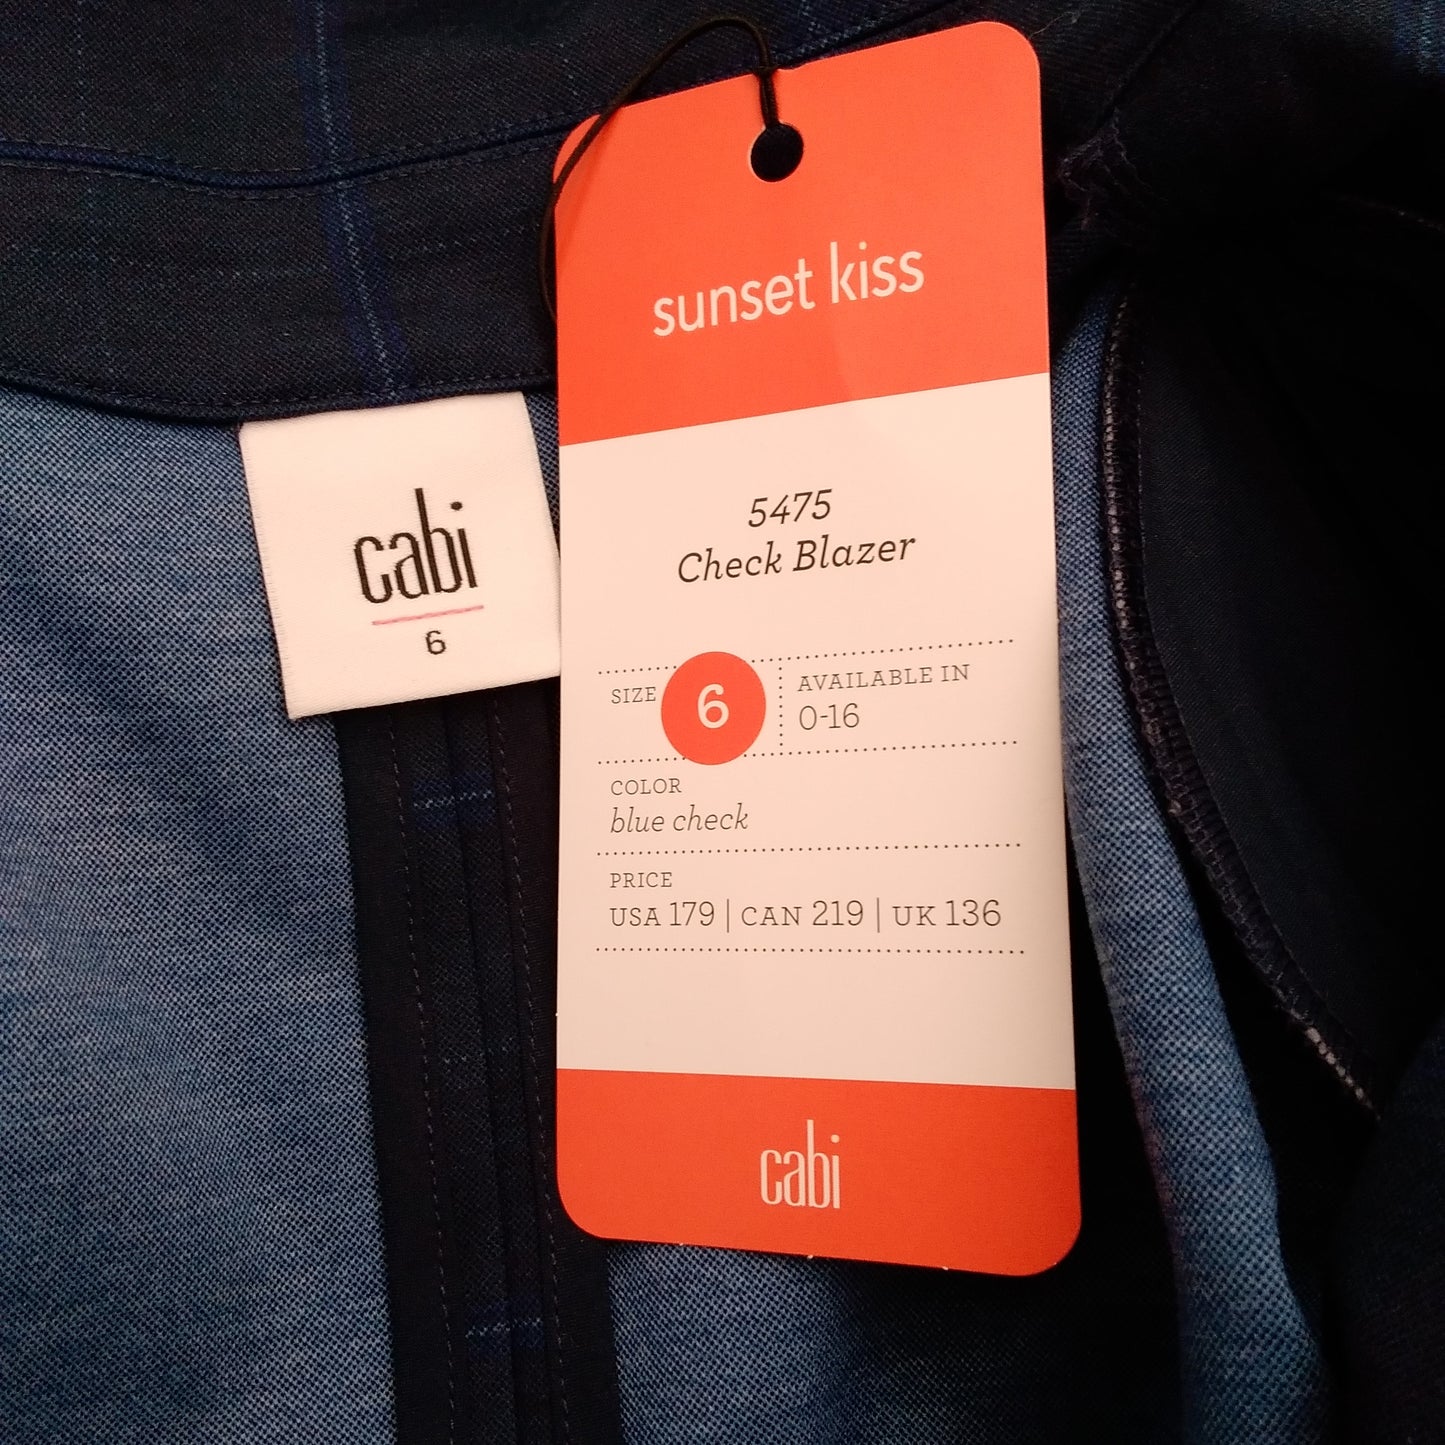 sunset kiss
cabi
6
5475
Check Blazer
SIZE 6
AVAILABLE IN
0-16
COLOR
blue check
PRICE
USA 179 | CAN 219 | UK 136
cabi